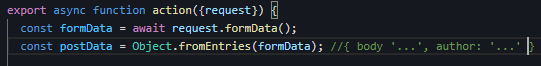 export async function action({request}) {
const formData = await request.formData();
const postData = Object.fromEntries(formData); //{ body '...', author: '...' }